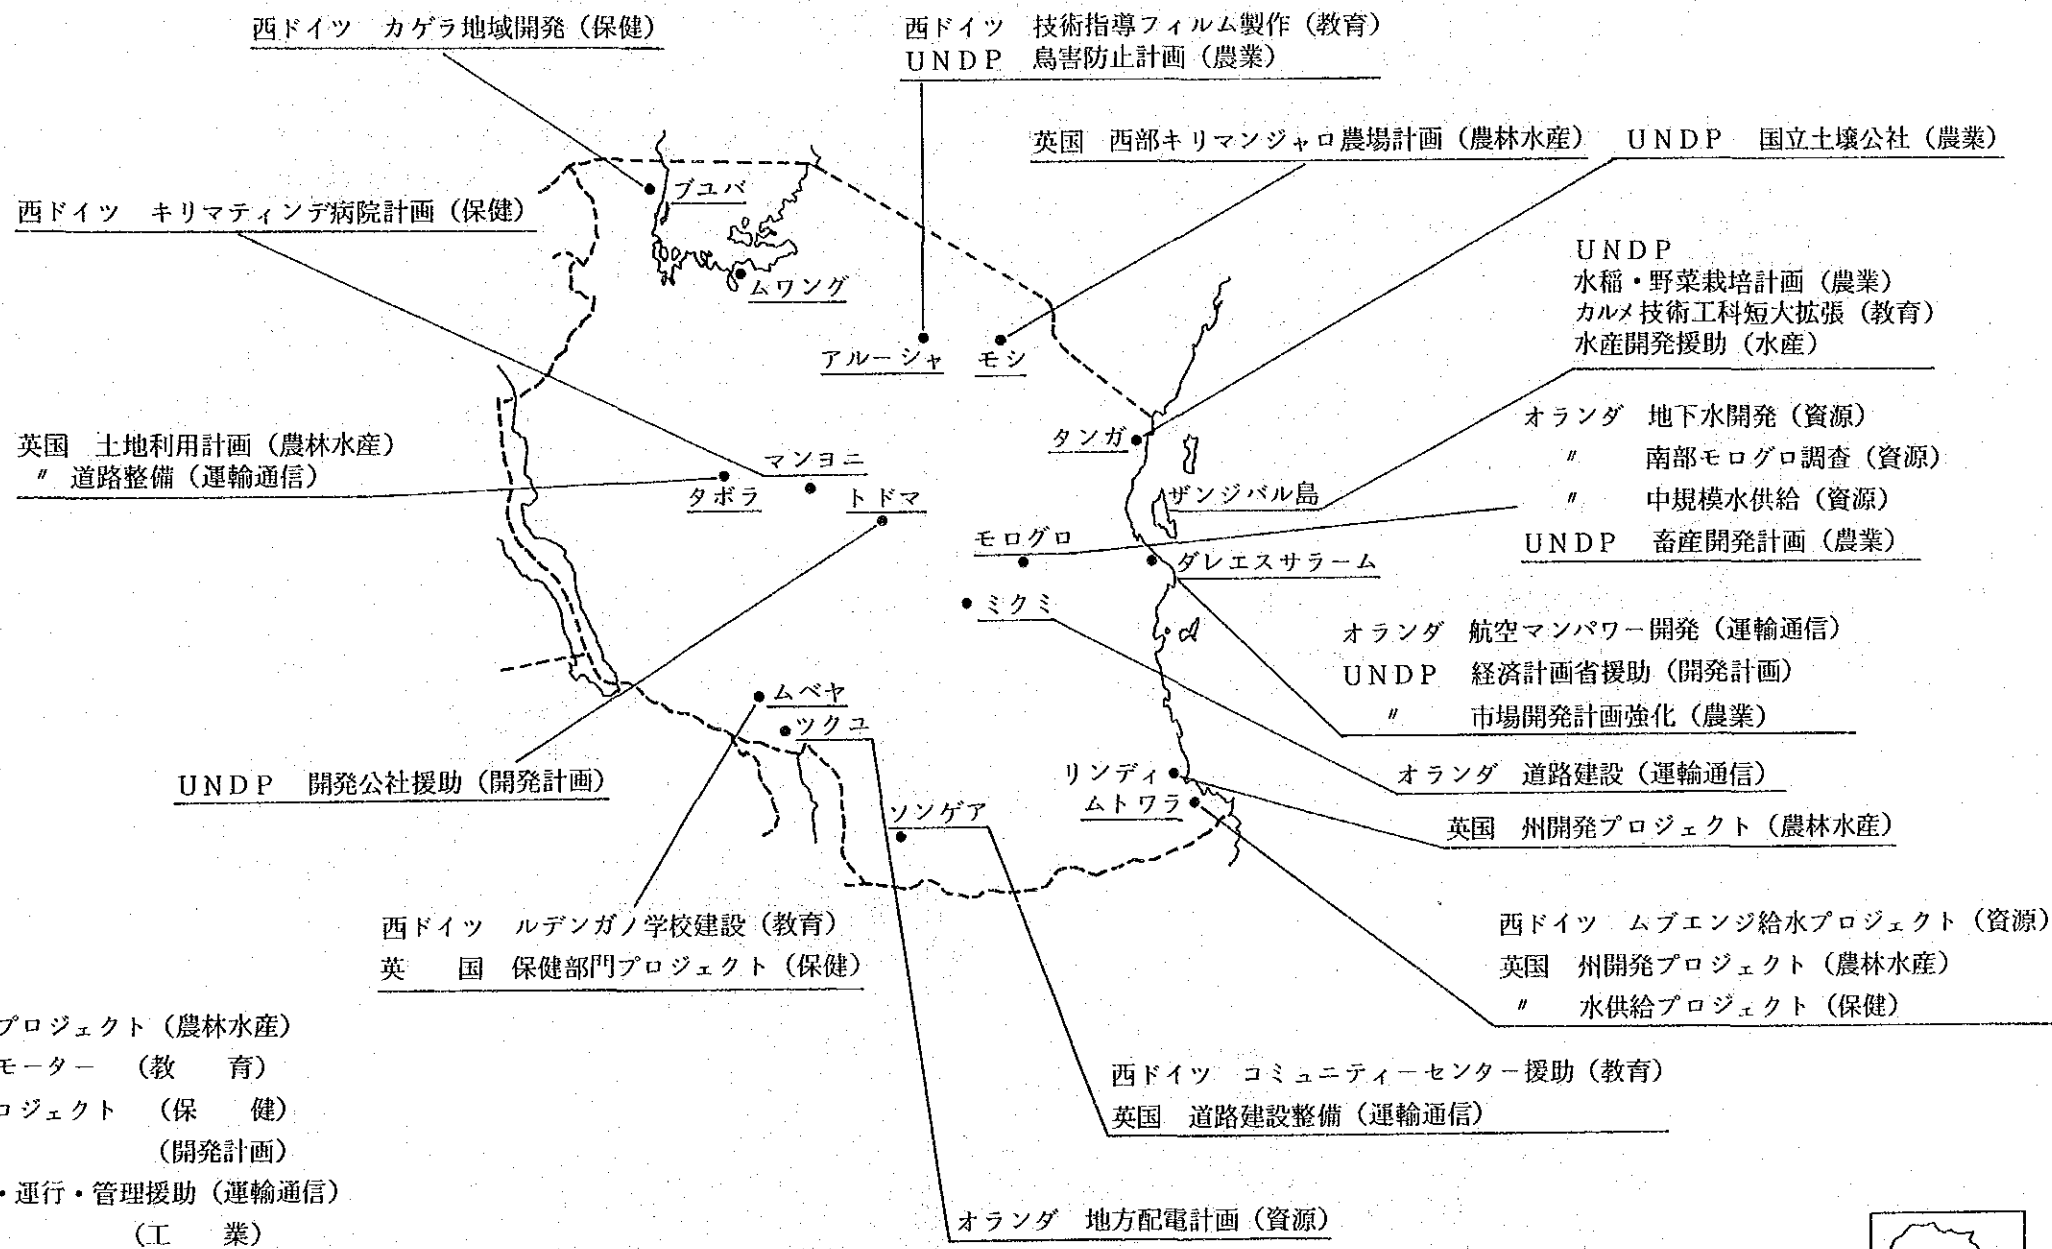 西ドイツ　カゲラ地域開発（保健）
西ドイツ　技術指導フィルム製作（教育）
ＵＮＤＰ　鳥害防止計画（農業）
英国　西部キリマンジャロ農場計画（農林水産）
ＵＮＤＰ　国立土壌公社（農業）
ブユバ
西ドイツ　キリマティンデ病院計画（保健）
ムワング
ＵＮＤＰ
水稲・野菜栽培計画（農業）
カルメ技術工科短大拡張（教育）
水産開発援助（水産）
アルーシャ
モシ
オランダ　地下水開発（資源）
〃　南部モログロ調査（資源）
〃　中規模水供給（資源）
ＵＮＤＰ　畜産開発計画（農業）
タンガ
英国　土地利用計画（農林水産）
〃　道路整備（運輸通信）
マンヨニ
タボラ
トドマ
ザンジバル島
モログロ
ダレエスサラーム
ミクミ
オランダ　航空マンパワー開発（運輸通信）
ＵＮＤＰ　経済計画省援助（開発計画）
〃　市場開発計画強化（農業）
ムベヤ
ツクユ
ＵＮＤＰ　開発公社援助（開発計画）
リンディ
ムトワラ
オランダ　道路建設（運輸通信）
ソンゲア
英国　州開発プロジェクト（農林水産）
西ドイツ　ルデンガノ学校建設（教育）
英　　国　保健部門プロジェクト（保健）
西ドイツ　ムブエンジ給水プロジェクト（資源）
英国　州開発プロジェクト（農林水産）
〃　水供給プロジェクト（保健）
プロジェクト（農林水産）
モーター　（教　　育）
ロジェクト　（保　　健）
（開発計画）
・運行・管理援助（運輸通信）
（工　　業）
西ドイツ　コミュニティーセンター援助（教育）
英国　道路建設整備（運輸通信）
オランダ　地方配電計画（資源）